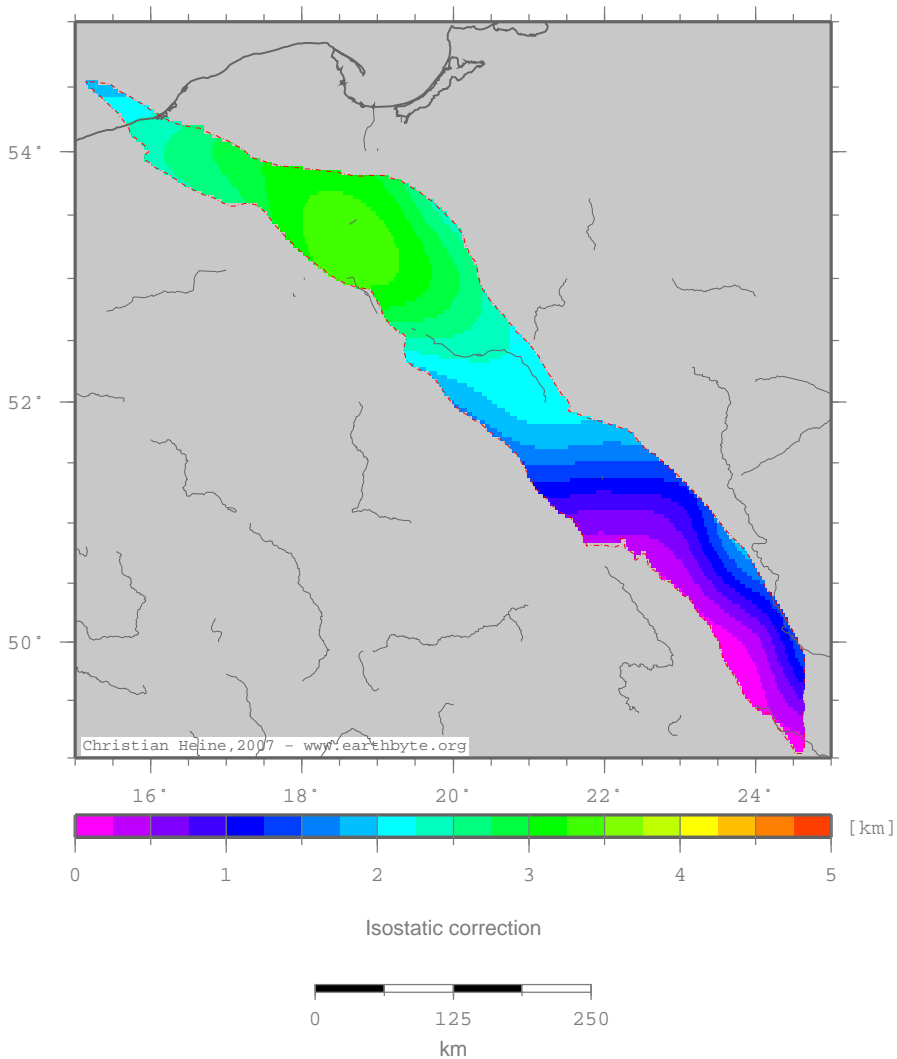 54°
52°
50°
Christian Heine,2007 - www.earthbyte.org
16° 18° 20° 22° 24°
[km]
0 1 2 3 4 5
Isostatic correction
0 125 250
km